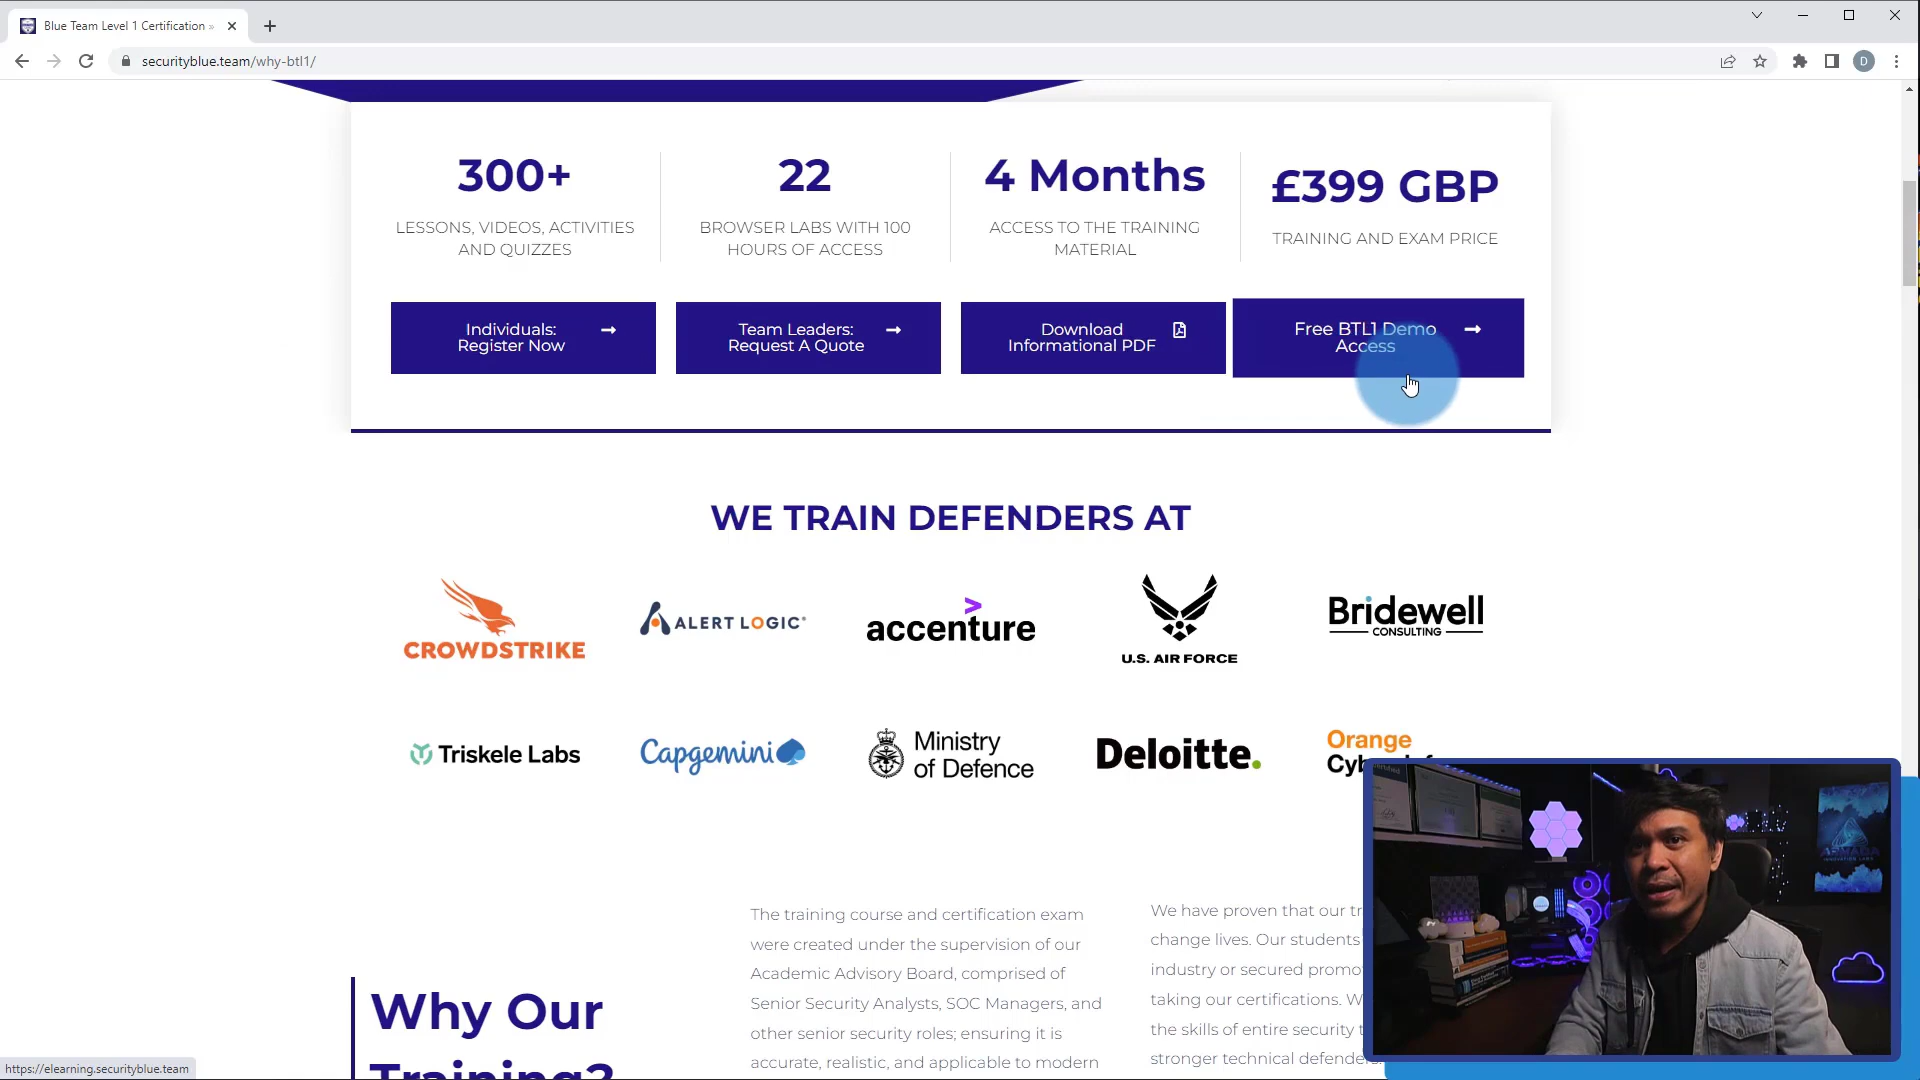 Blue Team Level 1 Certification »
D
securityblue.team/why-btl1/
300+
22
4 Months
£399 GBP
LESSONS, VIDEOS, ACTIVITIES
AND QUIZZES
BROWSER LABS WITH 100
HOURS OF ACCESS
ACCESS TO THE TRAINING
MATERIAL
TRAINING AND EXAM PRICE
Individuals:
Register Now
Team Leaders:
Request A Quote
Download
Informational PDF
Free BTL1 Demo
Access
WE TRAIN DEFENDERS AT
CROWDSTRIKE
ALERT LOGIC®
accenture
U.S. AIR FORCE
Bridewell
CONSULTING
Triskele Labs
Capgemini
Ministry
of Defence
Deloitte.
Orange
Why Our
Training?
The training course and certification exam
were created under the supervision of our
Academic Advisory Board, comprised of
Senior Security Analysts, SOC Managers, and
other senior security roles; ensuring it is
accurate, realistic, and applicable to modern
We have proven that our
change lives. Our students
industry or secured
taking our certifications.
the skills of entire security
stronger technical
https://elearning.securityblue.team